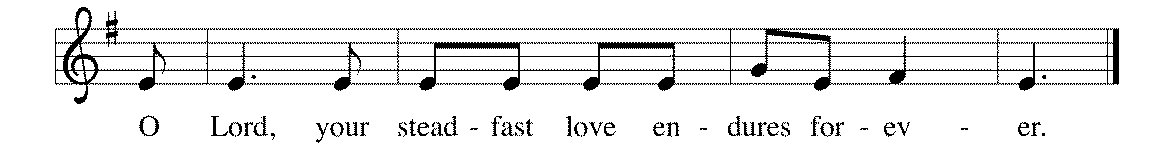 O Lord, your stead - fast love en - dures for - ev - er.